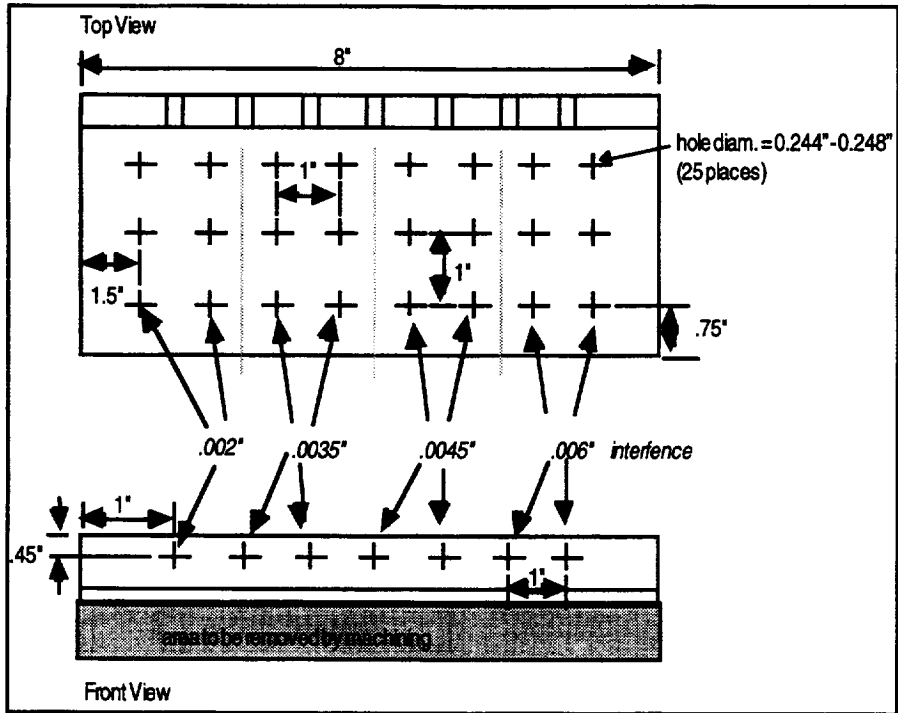 Top View
8"
hole diam. = 0.244"-0.248"
(25 places)
1"
1"
1.5"
.75"
.002" .0035" .0045" .006" interfence
1"
.45"
1"
area to be removed by machining
Front View